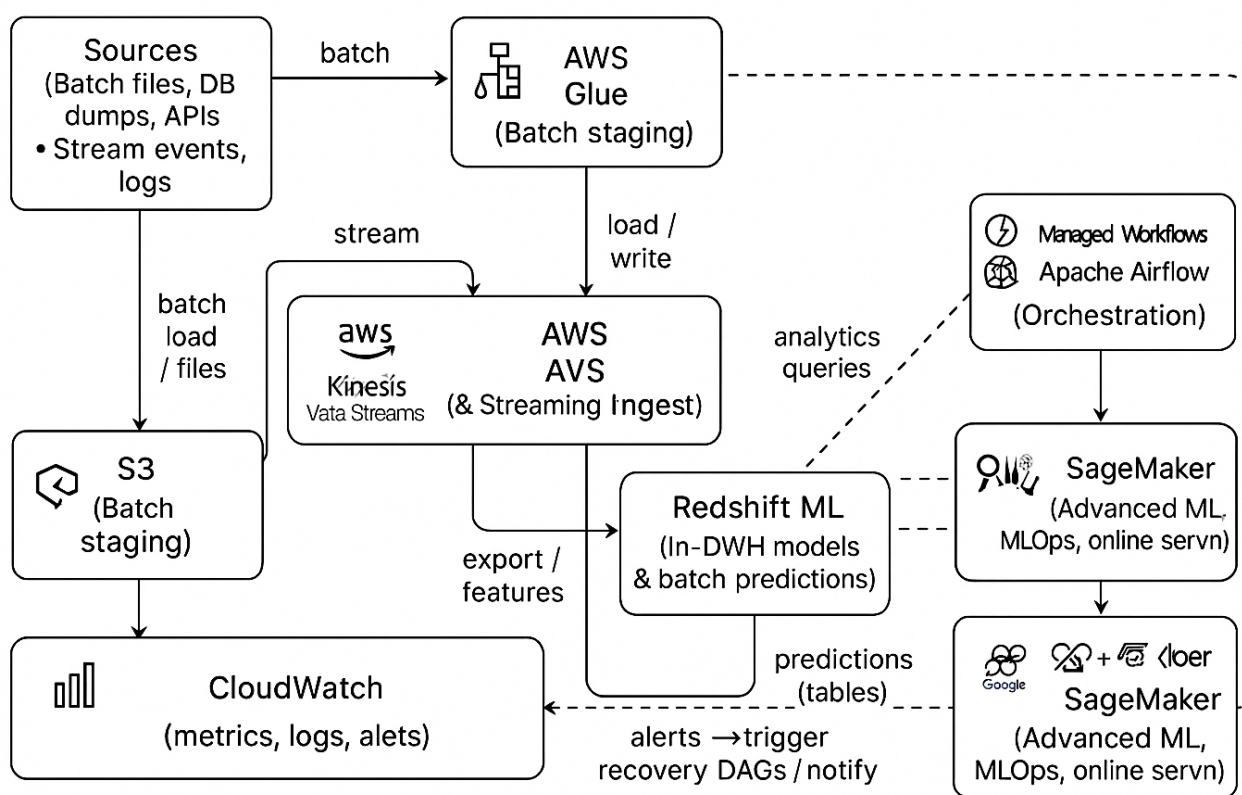 Sources
(Batch files, DB
dumps, APIs
• Stream events,
logs
batch
AWS
Glue
(Batch staging)
stream
load /
write
batch
load
/ files
Managed Workflows
Apache Airflow
(Orchestration)
aws
Kinesis
Vata Streams
AWS
AVS
(& Streaming Ingest)
analytics
queries
S3
(Batch
staging)
export /
features
Redshift ML
(In-DWH models
& batch predictions)
SageMaker
(Advanced ML,
MLOps, online servn)
CloudWatch
(metrics, logs, alets)
predictions
(tables)
alerts →trigger
recovery DAGs / notify
Google
+
SageMaker
(Advanced ML,
MLOps, online servn)